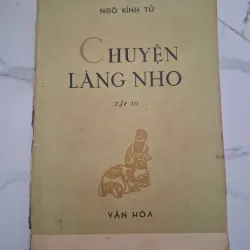 NGÔ KÍNH TỬ
CHUYỆN
LÀNG NHO
TẬP III
VĂN HÓA